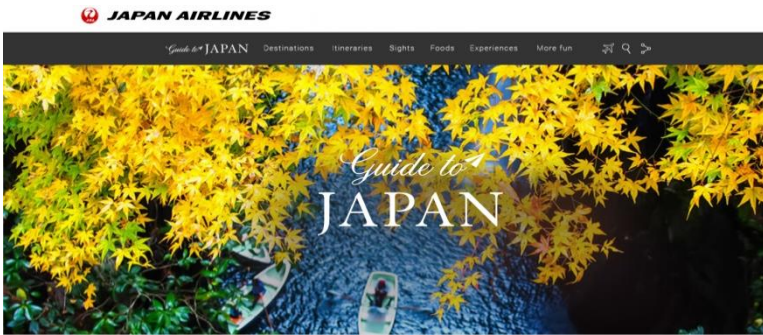 JAPAN AIRLINES
Guide to JAPAN Destinations Itineraries Sights Foods Experiences More fun
Guide to
JAPAN